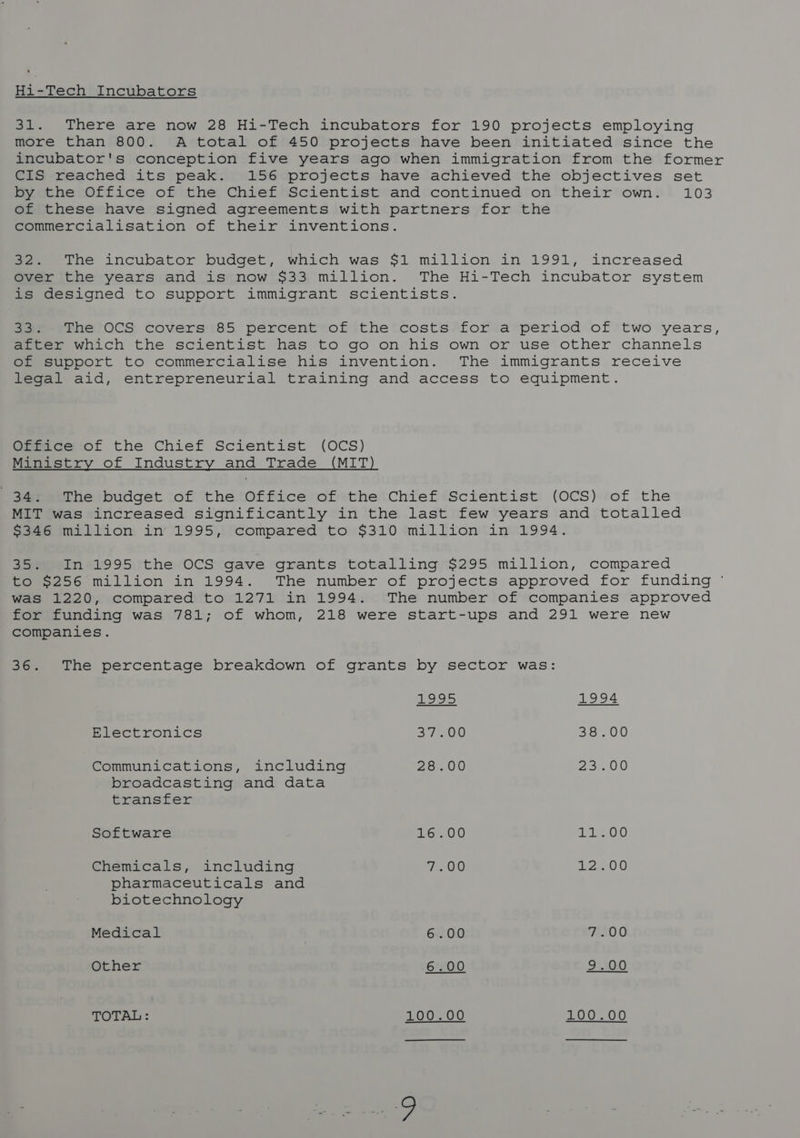 Hi-Tech Incubators
31. There are now 28 Hi-Tech incubators for 190 projects employing
more than 800. A total of 450 projects have been initiated since the
incubator's conception five years ago when immigration from the former
CIS reached its peak. 156 projects have achieved the objectives set
by the Office of the Chief Scientist and continued on their own. 103
of these have signed agreements with partners for the
commercialisation of their inventions.
32. The incubator budget, which was $1 million in 1991, increased
over the years and is now $33 million. The Hi-Tech incubator system
is designed to support immigrant scientists.
33. The OCS covers 85 percent of the costs for a period of two years,
after which the scientist has to go on his own or use other channels
of support to commercialise his invention. The immigrants receive
legal aid, entrepreneurial training and access to equipment.
Office of the Chief Scientist (OCS)
Ministry of Industry and Trade (MIT)
34. The budget of the Office of the Chief Scientist (OCS) of the
MIT was increased significantly in the last few years and totalled
$346 million in 1995, compared to $310 million in 1994.
35. In 1995 the OCS gave grants totalling $295 million, compared
to $256 million in 1994. The number of projects approved for funding
was 1220, compared to 1271 in 1994. The number of companies approved
for funding was 781; of whom, 218 were start-ups and 291 were new
companies.
36. The percentage breakdown of grants by sector was:
1995 1994
Electronics 37.00 38.00
Communications, including 28.00 23.00
broadcasting and data
transfer
Software 16.00 11.00
Chemicals, including 7.00 12.00
pharmaceuticals and
biotechnology
Medical 6.00 7.00
Other 6.00 9.00
TOTAL: 100.00 100.00
9